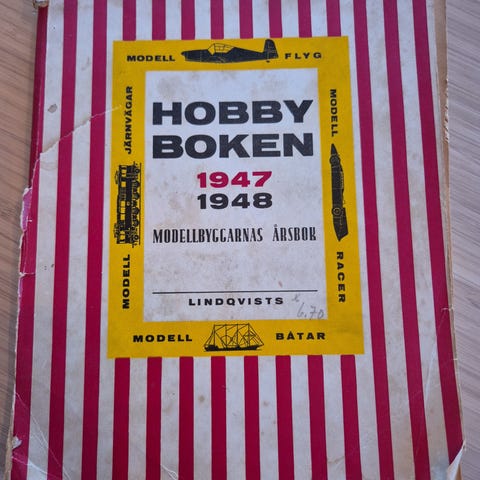 MODELL FLYG
HOBBY
BOKEN
1947
1948
MODELLBYGGARNAS ÅRSBOK
LINDQVISTS
6.70
MODELL JÄRNVÄGAR
MODELL RACER
MODELL BÅTAR